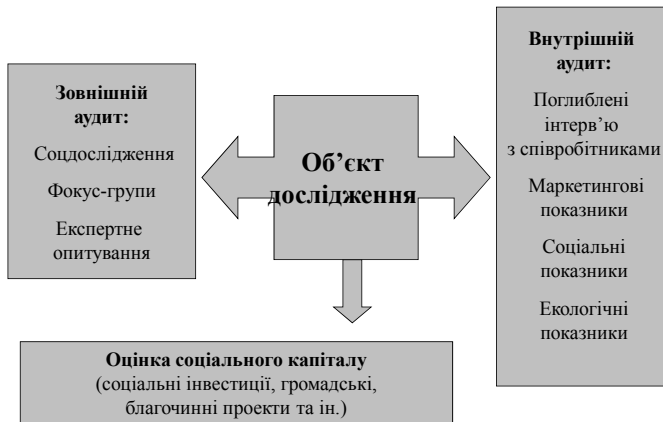 Зовнішній
аудит:
Соцдослідження
Фокус-групи
Експертне
опитування
Об’єкт
дослідження
Внутрішній
аудит:
Поглиблені
інтерв’ю
з співробітниками
Маркетингові
показники
Соціальні
показники
Екологічні
показники
Оцінка соціального капіталу
(соціальні інвестиції, громадські,
благочинні проекти та ін.)